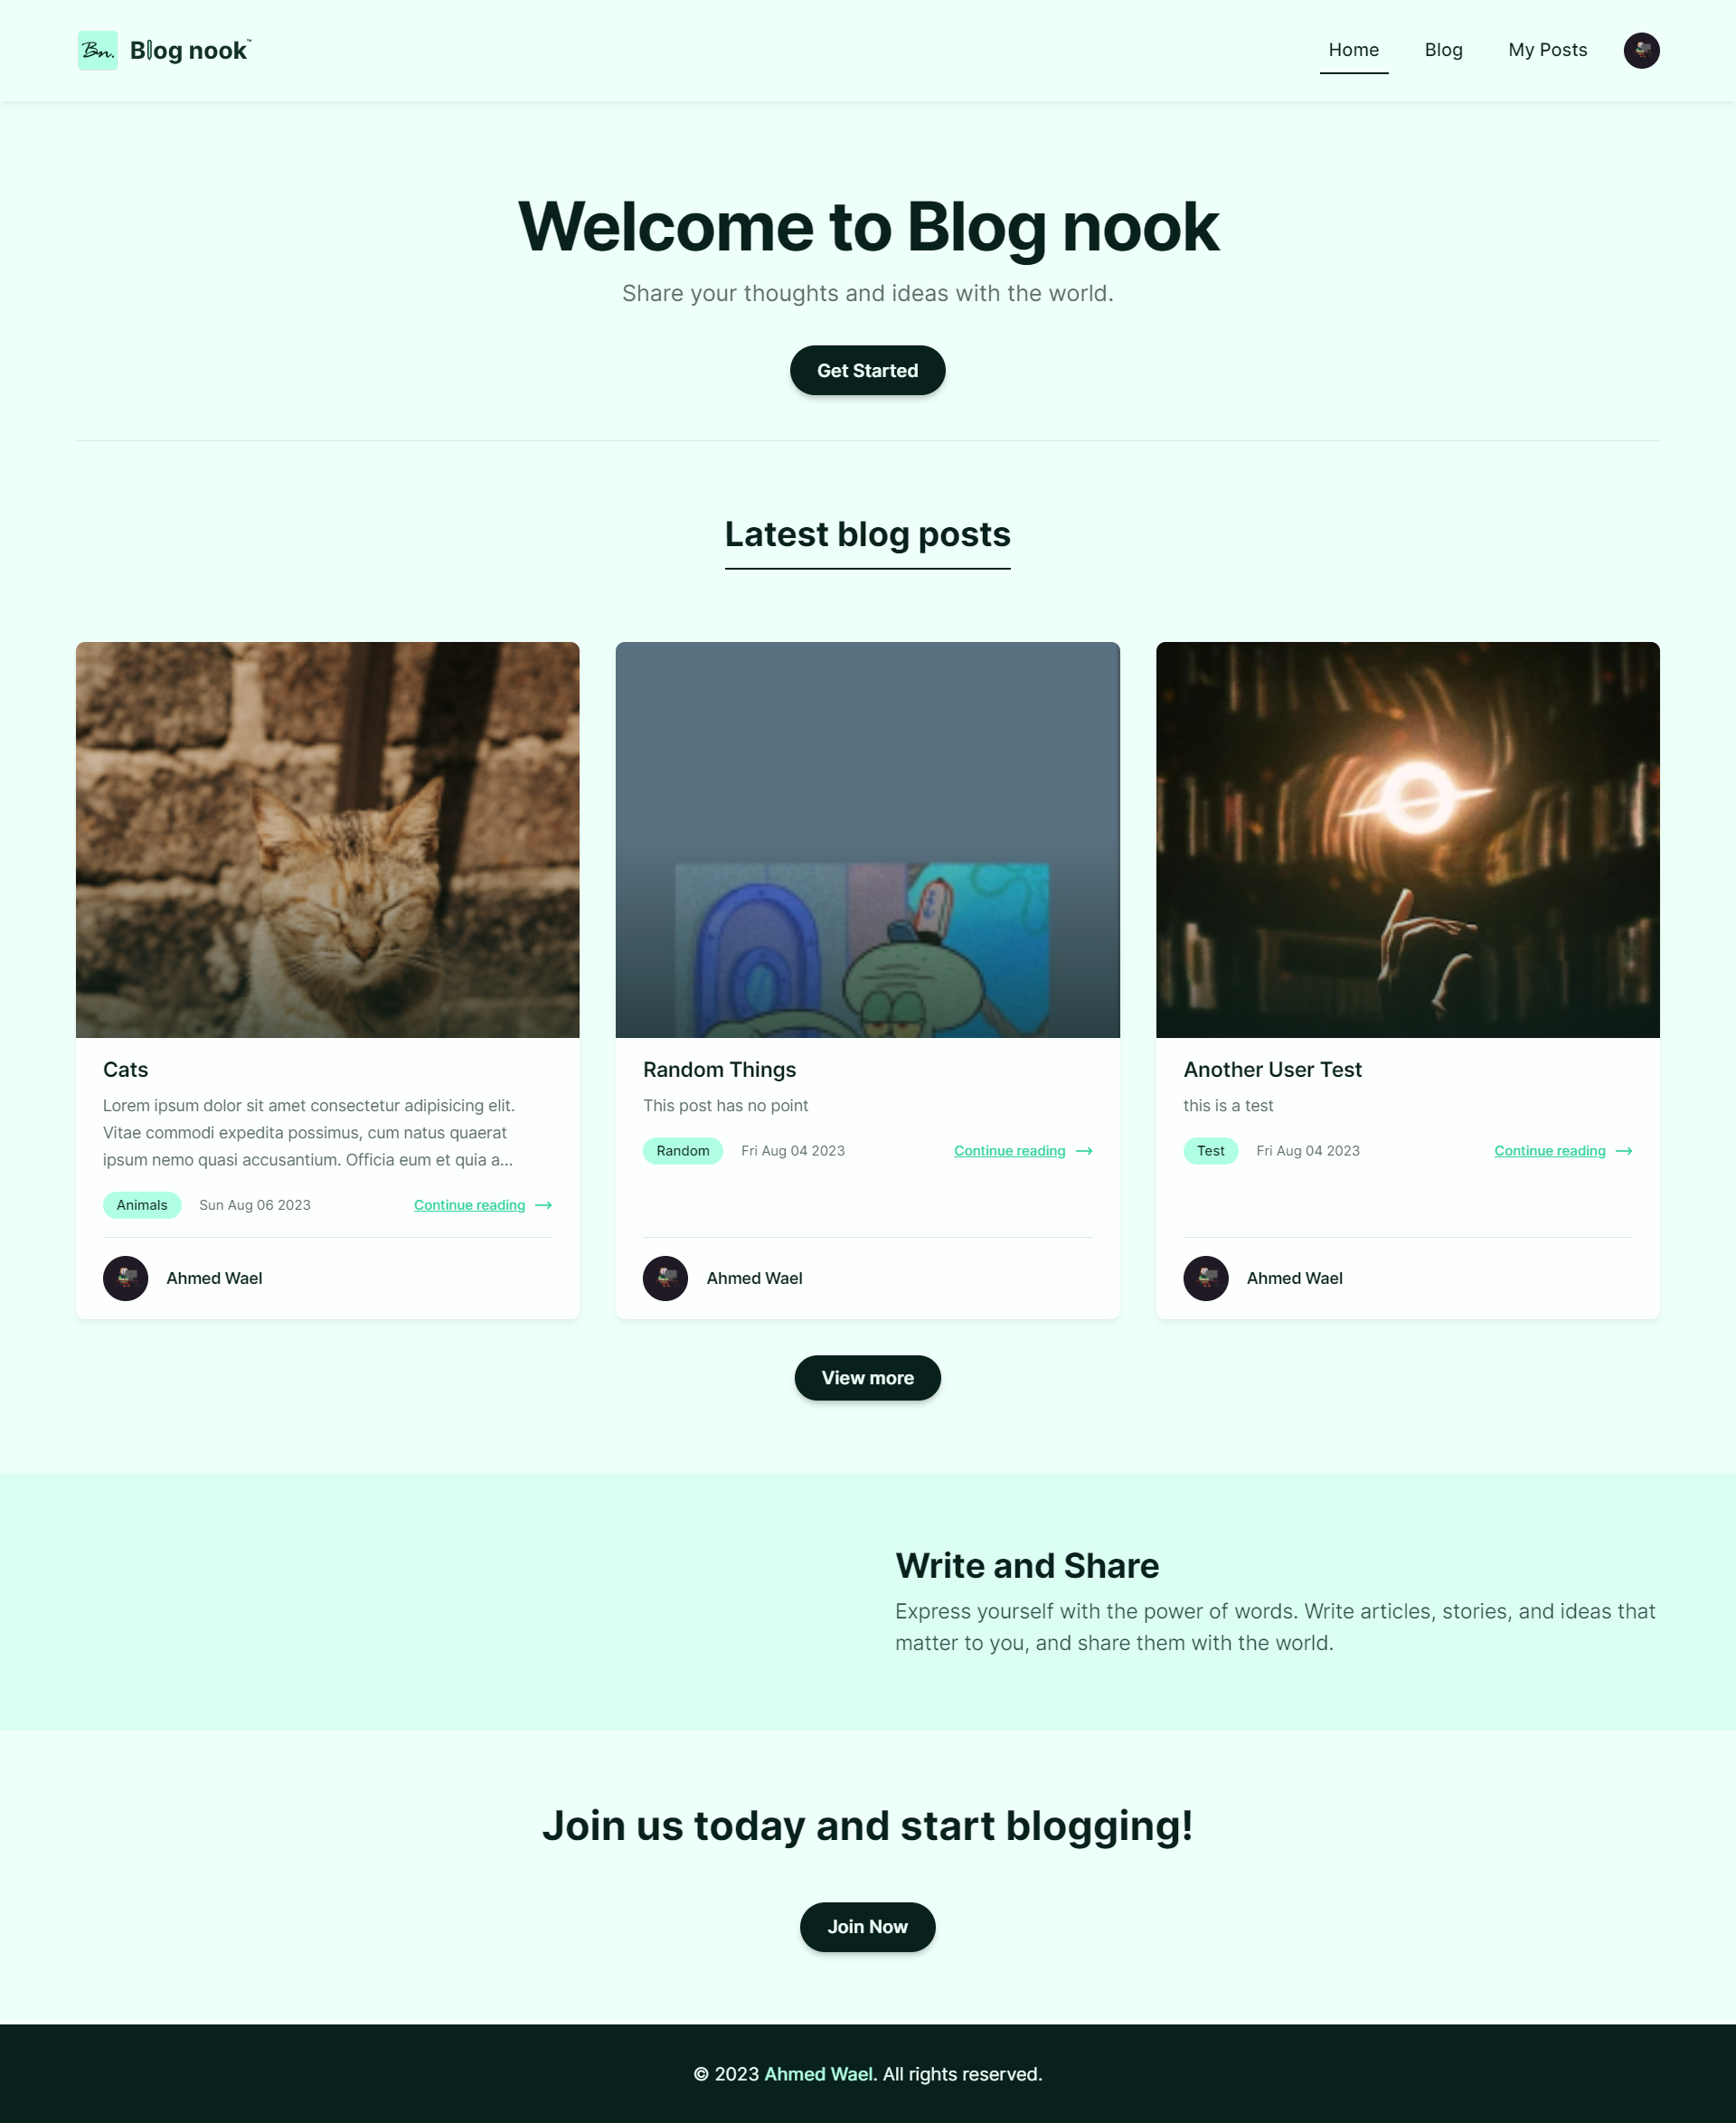 Bn.
Blog nook™
Home
Blog
My Posts
Welcome to Blog nook
Share your thoughts and ideas with the world.
Get Started
Latest blog posts
Cats
Lorem ipsum dolor sit amet consectetur adipisicing elit.
Vitae commodi expedita possimus, cum natus quaerat
ipsum nemo quasi accusantium. Officia eum et quia a...
Animals
Sun Aug 06 2023
Continue reading
Ahmed Wael
Random Things
This post has no point
Random
Fri Aug 04 2023
Continue reading
Ahmed Wael
Another User Test
this is a test
Test
Fri Aug 04 2023
Continue reading
Ahmed Wael
View more
Write and Share
Express yourself with the power of words. Write articles, stories, and ideas that
matter to you, and share them with the world.
Join us today and start blogging!
Join Now
© 2023 Ahmed Wael. All rights reserved.